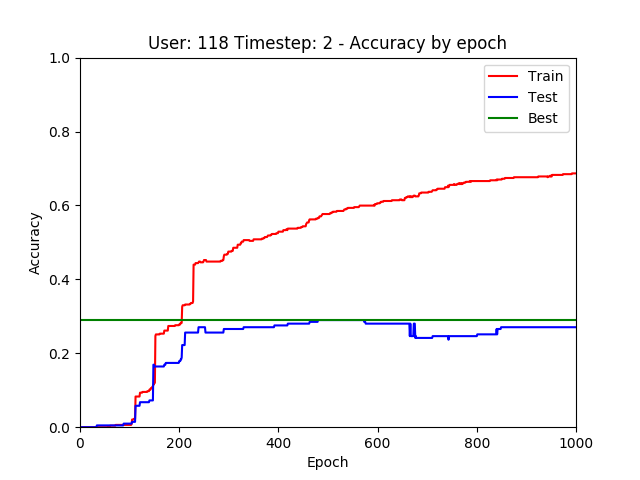 User: 118 Timestep: 2 - Accuracy by epoch
1.0
0.8
0.6
0.4
0.2
0.0
Accuracy
Train
Test
Best
0 200 400 600 800 1000
Epoch